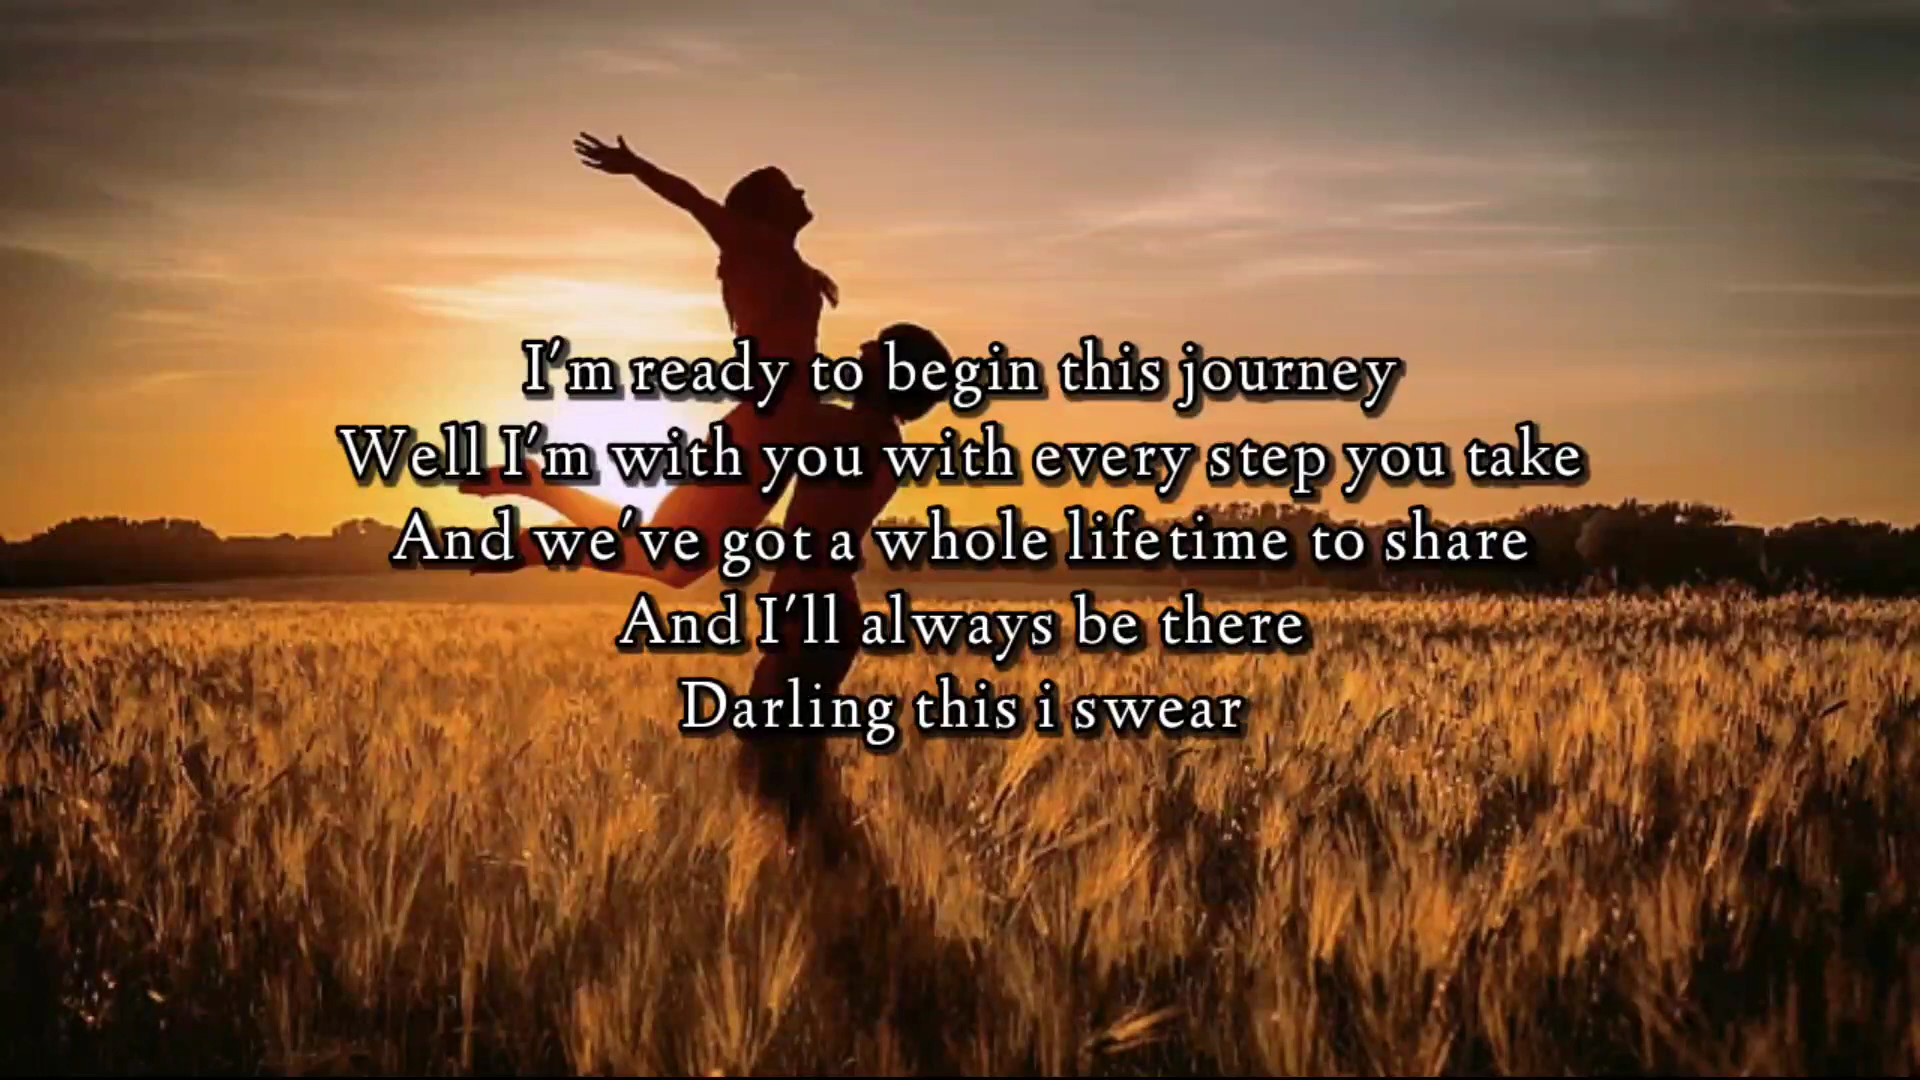 I'm ready to begin this journey
Well I'm with you with every step you take
And we've got a whole lifetime to share
And I'll always be there
Darling this i swear